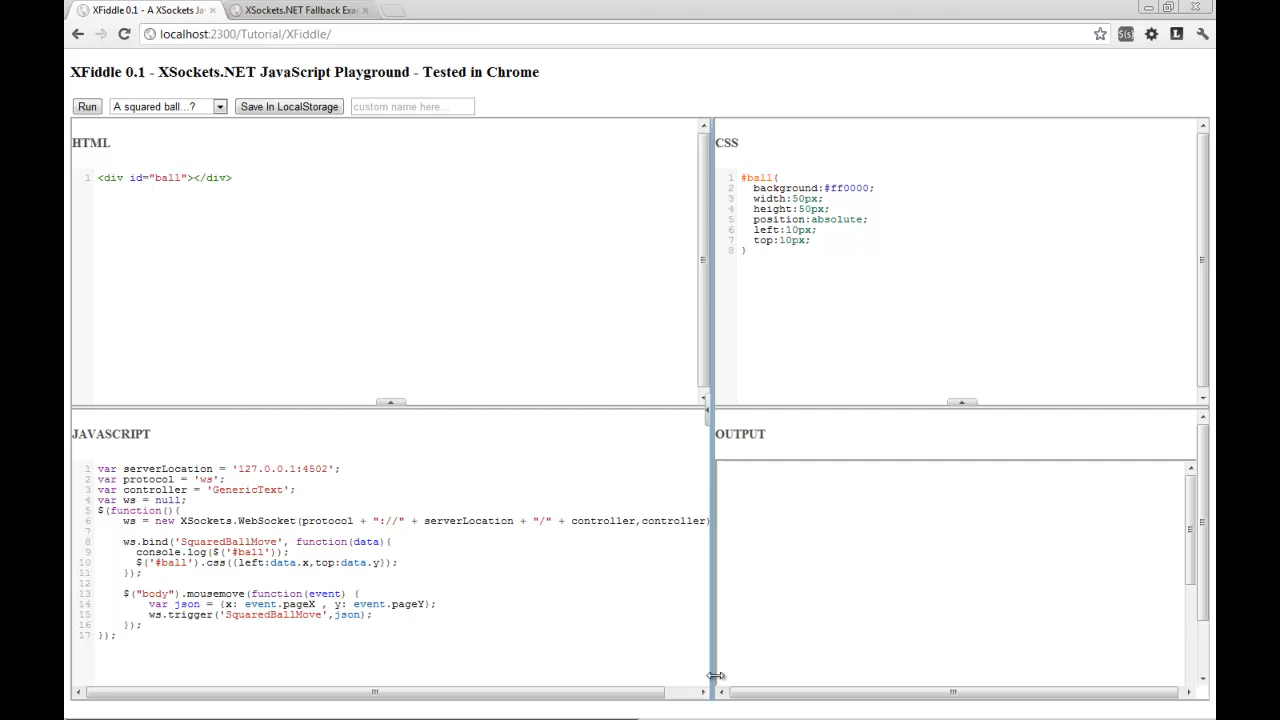 XFiddle 0.1 - A XSockets Ja
XSockets.NET Fallback Exa
localhost:2300/Tutorial/XFiddle/
XFiddle 0.1 - XSockets.NET JavaScript Playground - Tested in Chrome
Run
A squared ball...?
Save In LocalStorage
custom name here...
HTML
1 <div id="ball"></div>
CSS
1 #ball{
2 background:#ff0000;
3 width:50px;
4 height:50px;
5 position:absolute;
6 left:10px;
7 top:10px;
8 }
JAVASCRIPT
1 var serverLocation = '127.0.0.1:4502';
2 var protocol = 'ws';
3 var controller = 'GenericText';
4 var ws = null;
5 $(function(){
6 ws = new XSockets.WebSocket(protocol + "://" + serverLocation + "/" + controller,controller)
7
8 ws.bind('SquaredBallMove', function(data){
9 console.log($('#ball'));
10 $('#ball').css({left:data.x,top:data.y});
11 });
12
13 $("body").mousemove(function(event) {
14 var json = {x: event.pageX , y: event.pageY};
15 ws.trigger('SquaredBallMove',json);
16 });
17 });
OUTPUT